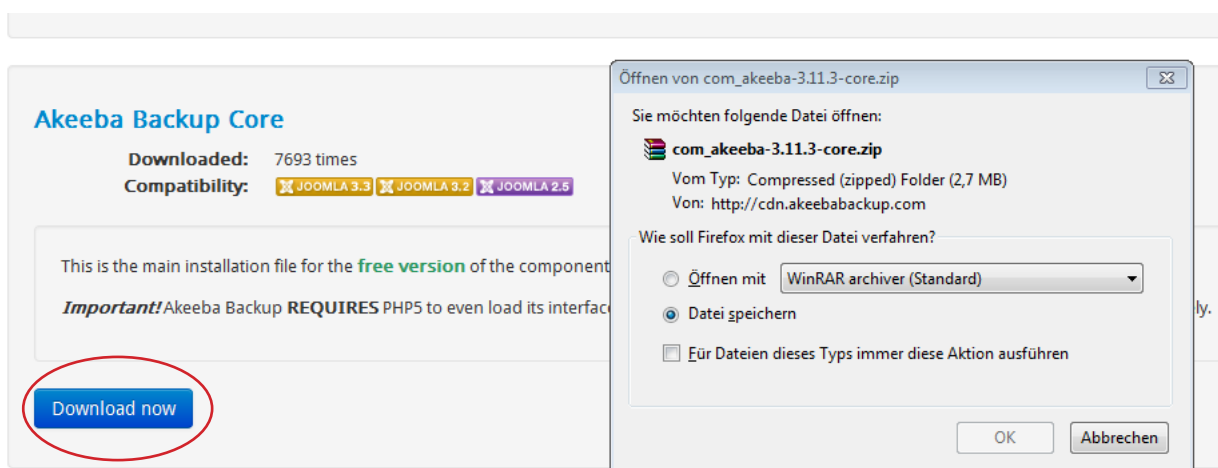 Akeeba Backup Core
Downloaded: 7693 times
Compatibility: JOOMLA 3.3 JOOMLA 3.2 JOOMLA 2.5
This is the main installation file for the free version of the component
Important! Akeeba Backup REQUIRES PHP5 to even load its interfac
ly.
Download now
Öffnen von com_akeeba-3.11.3-core.zip
Sie möchten folgende Datei öffnen:
com_akeeba-3.11.3-core.zip
Vom Typ: Compressed (zipped) Folder (2,7 MB)
Von: http://cdn.akeebabackup.com
Wie soll Firefox mit dieser Datei verfahren?
Öffnen mit WinRAR archiver (Standard)
Datei speichern
Für Dateien dieses Typs immer diese Aktion ausführen
OK Abbrechen